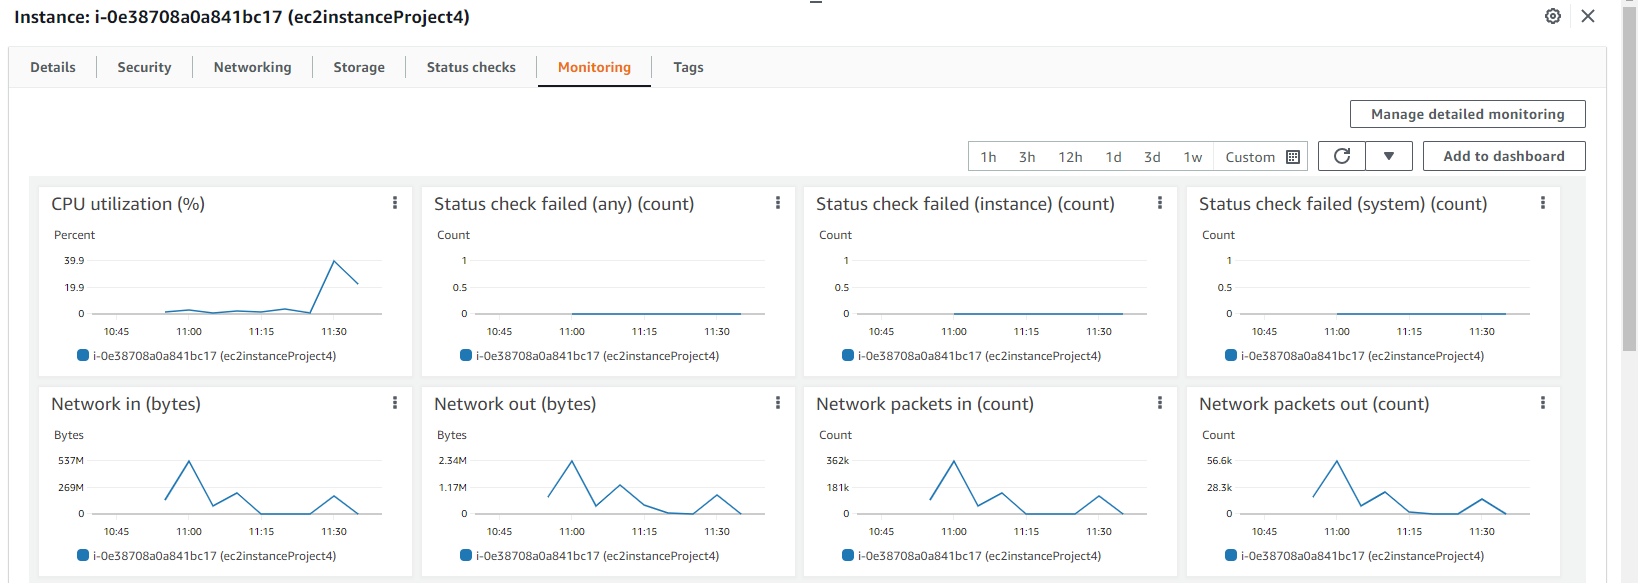 Instance: i-0e38708a0a841bc17 (ec2instanceProject4)
Details Security Networking Storage Status checks Monitoring Tags
Manage detailed monitoring
1h 3h 12h 1d 3d 1w Custom Add to dashboard
CPU utilization (%)
Percent
39.9
19.9
0
10:45 11:00 11:15 11:30
i-0e38708a0a841bc17 (ec2instanceProject4)
Status check failed (any) (count)
Count
1
0.5
0
10:45 11:00 11:15 11:30
i-0e38708a0a841bc17 (ec2instanceProject4)
Status check failed (instance) (count)
Count
1
0.5
0
10:45 11:00 11:15 11:30
i-0e38708a0a841bc17 (ec2instanceProject4)
Status check failed (system) (count)
Count
1
0.5
0
10:45 11:00 11:15 11:30
i-0e38708a0a841bc17 (ec2instanceProject4)
Network in (bytes)
Bytes
537M
269M
0
10:45 11:00 11:15 11:30
i-0e38708a0a841bc17 (ec2instanceProject4)
Network out (bytes)
Bytes
2.34M
1.17M
0
10:45 11:00 11:15 11:30
i-0e38708a0a841bc17 (ec2instanceProject4)
Network packets in (count)
Count
362k
181k
0
10:45 11:00 11:15 11:30
i-0e38708a0a841bc17 (ec2instanceProject4)
Network packets out (count)
Count
56.6k
28.3k
0
10:45 11:00 11:15 11:30
i-0e38708a0a841bc17 (ec2instanceProject4)